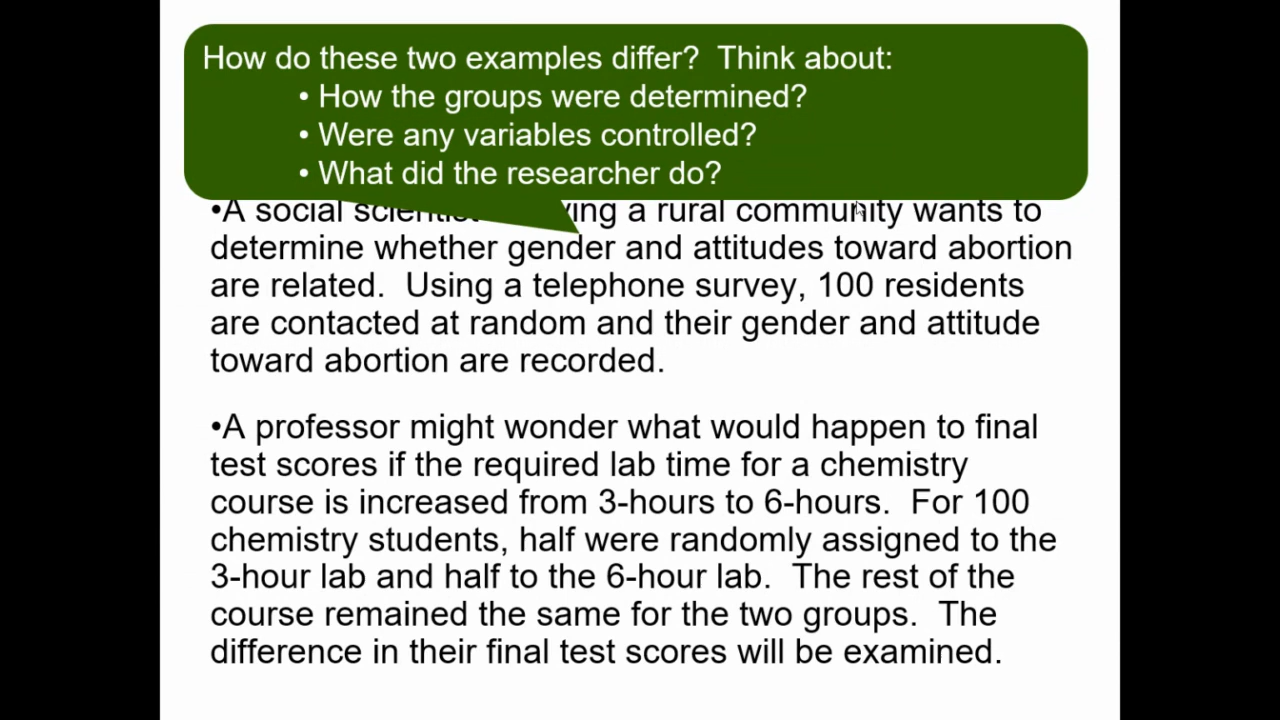 How do these two examples differ? Think about:
• How the groups were determined?
• Were any variables controlled?
• What did the researcher do?
•A social ving a rural community wants to
determine whether gender and attitudes toward abortion
are related. Using a telephone survey, 100 residents
are contacted at random and their gender and attitude
toward abortion are recorded.
•A professor might wonder what would happen to final
test scores if the required lab time for a chemistry
course is increased from 3-hours to 6-hours. For 100
chemistry students, half were randomly assigned to the
3-hour lab and half to the 6-hour lab. The rest of the
course remained the same for the two groups. The
difference in their final test scores will be examined.